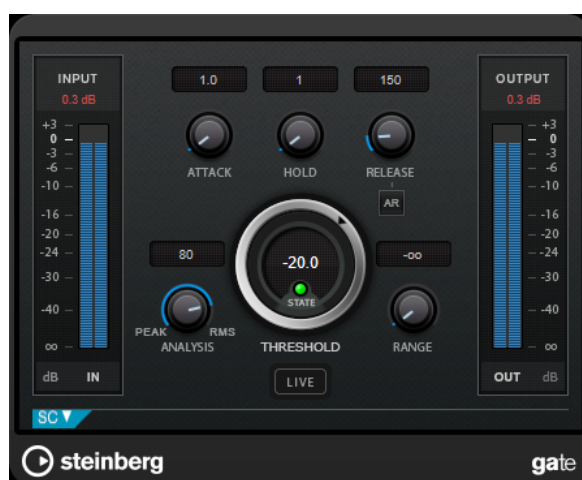 INPUT
0.3 dB
+3
0
-3
-6
-10
-16
-20
-24
-30
-40
∞
dB IN
1.0 1 150
ATTACK HOLD RELEASE
AR
80
-20.0
-∞
STATE
PEAK RMS
ANALYSIS
THRESHOLD
RANGE
LIVE
OUTPUT
0.3 dB
+3
0
-3
-6
-10
-16
-20
-24
-30
-40
∞
OUT dB
SC
steinberg
gate